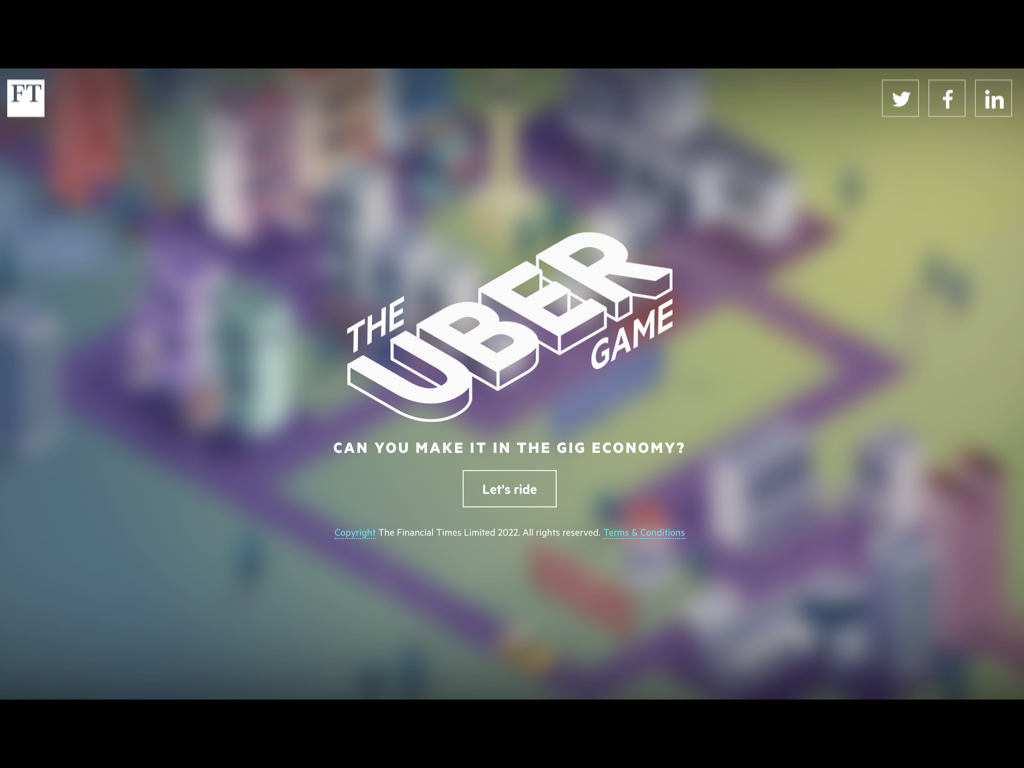 FT
THE
UBER
GAME
CAN YOU MAKE IT IN THE GIG ECONOMY?
Let's ride
Copyright The Financial Times Limited 2022. All rights reserved. Terms & Conditions